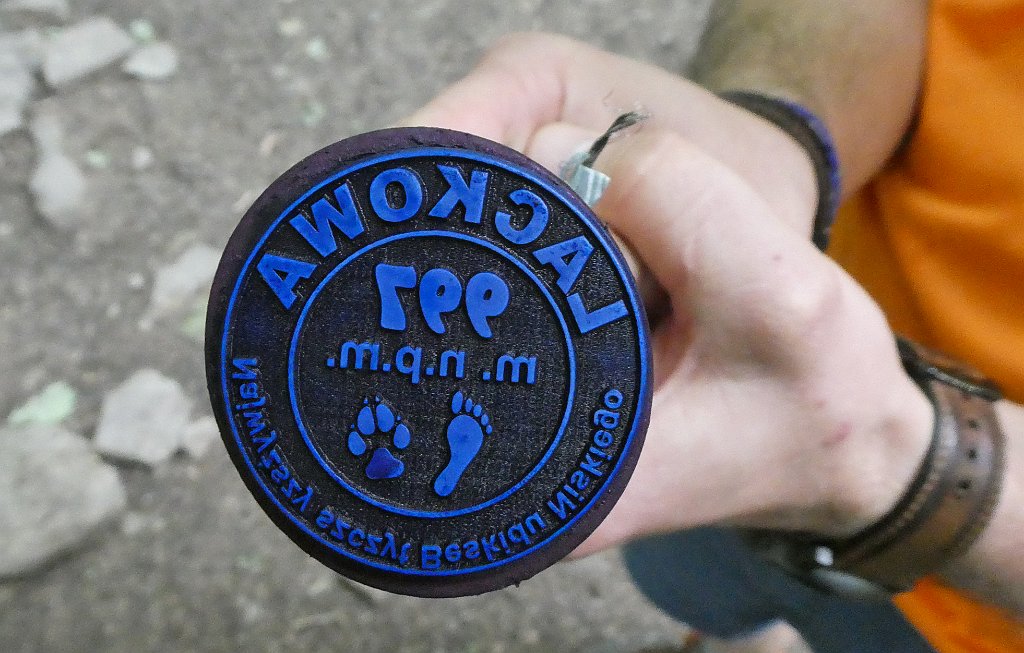 LACKOWA
997
m. n.p.m.
Najwyższy szczyt Beskidu Niskiego